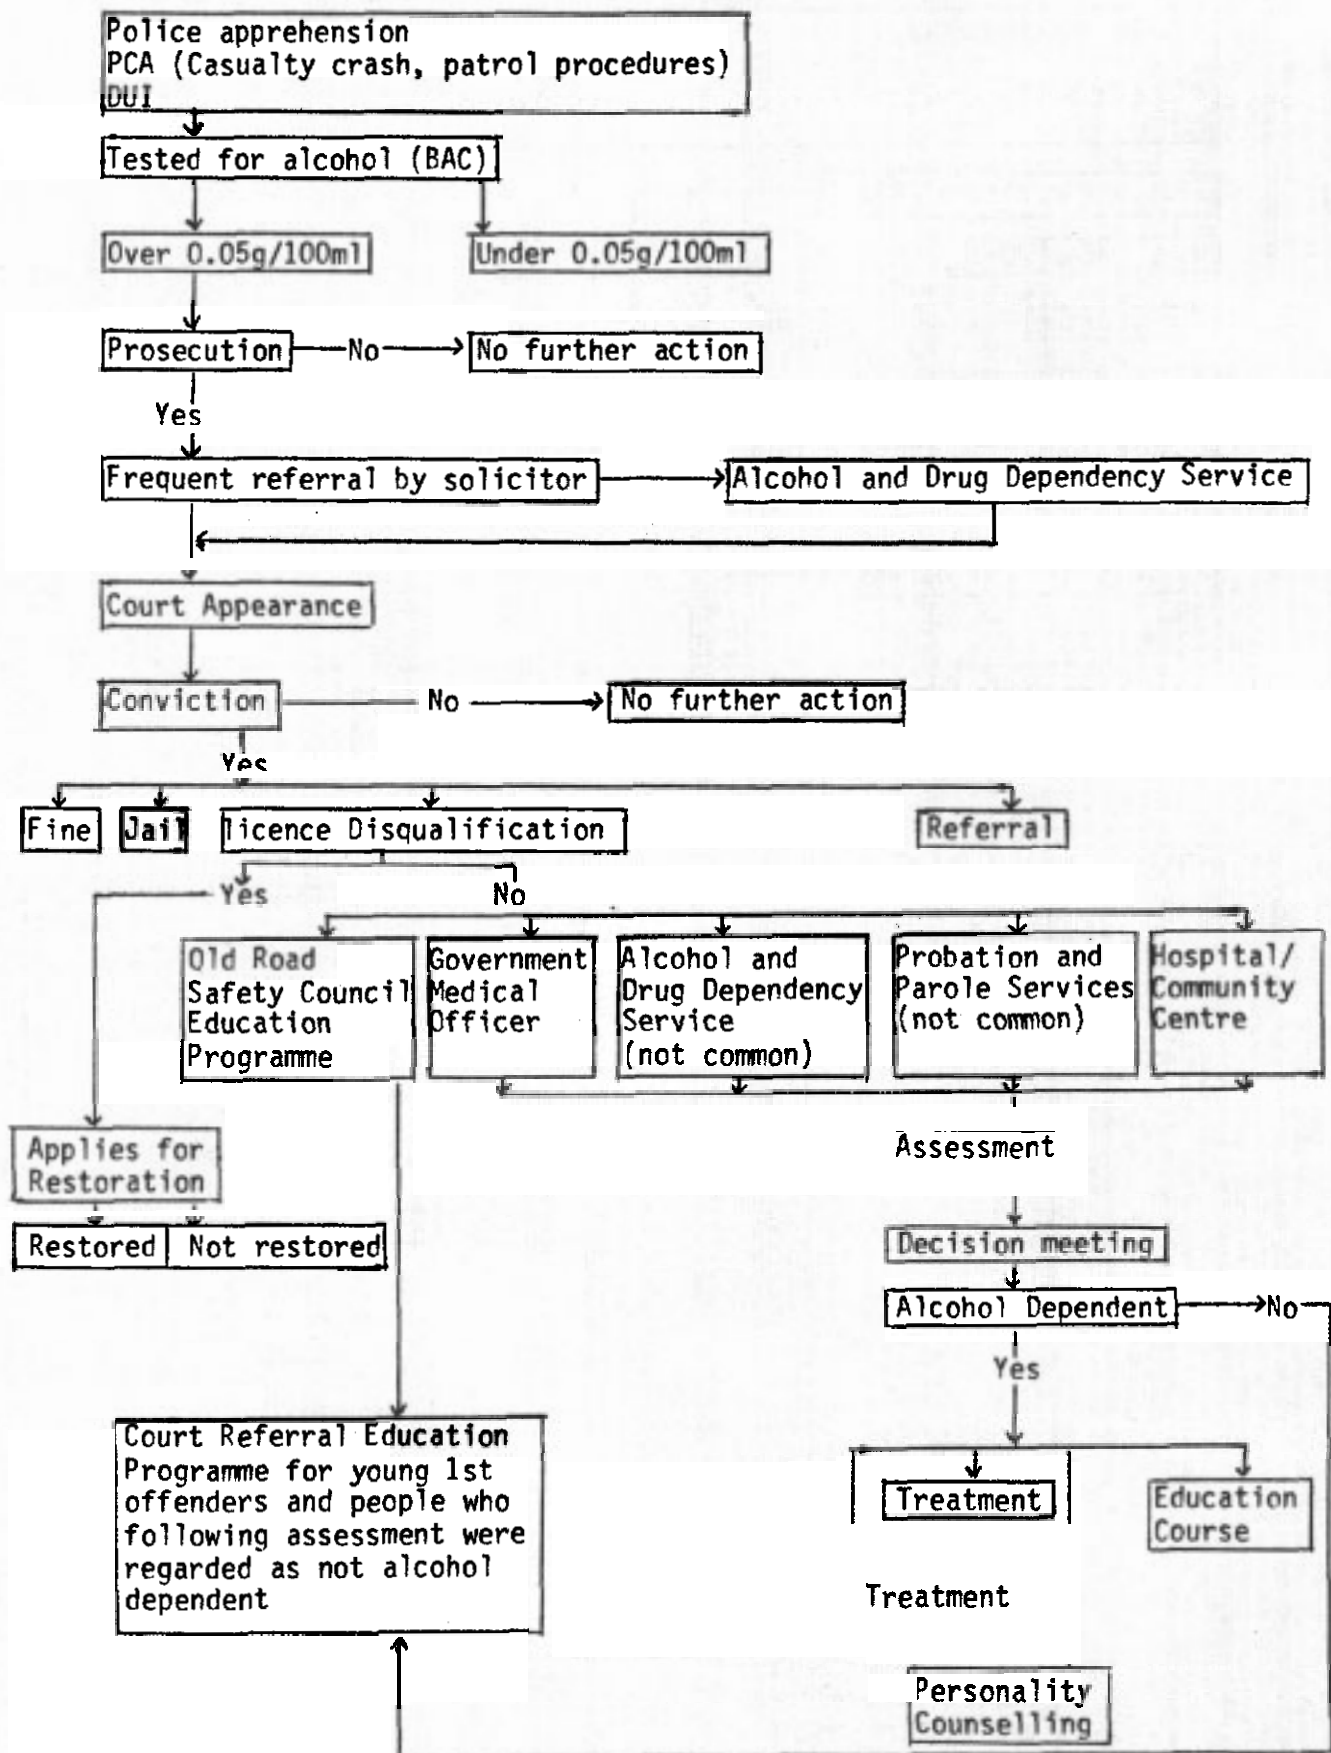 Police apprehension
PCA (Casualty crash, patrol procedures)
DUI
Tested for alcohol (BAC)
Over 0.05g/100ml
Under 0.05g/100ml
Prosecution
No
No further action
Yes
Frequent referral by solicitor
Alcohol and Drug Dependency Service
Court Appearance
Conviction
No
No further action
Yes
Fine
Jail
licence Disqualification
Referral
Yes
No
Old Road
Safety Council
Education
Programme
Government
Medical
Officer
Alcohol and
Drug Dependency
Service
(not common)
Probation and
Parole Services
(not common)
Hospital/
Community
Centre
Applies for
Restoration
Assessment
Restored
Not restored
Decision meeting
Alcohol Dependent
No
Yes
Court Referral Education
Programme for young 1st
offenders and people who
following assessment were
regarded as not alcohol
dependent
Treatment
Education
Course
Treatment
Personality
Counselling